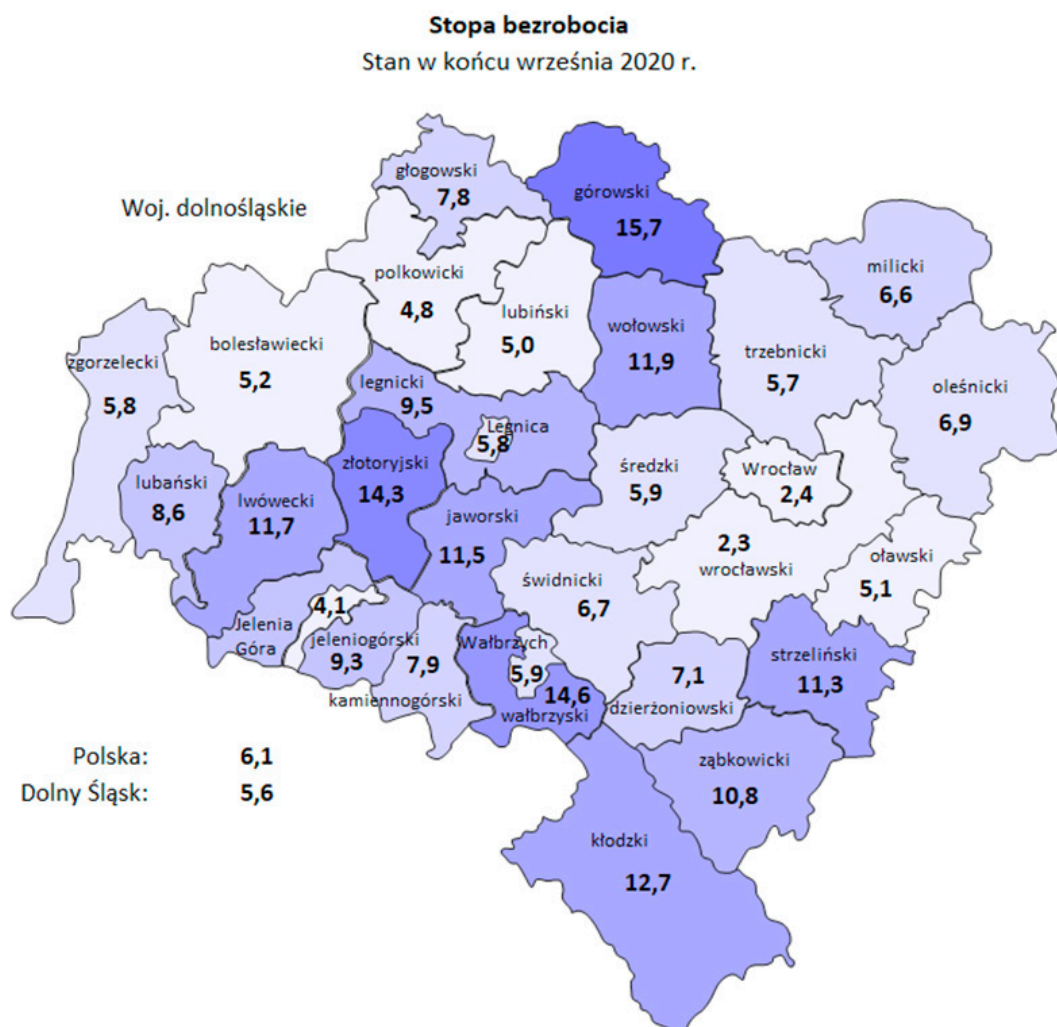 Stopa bezrobocia
Stan w końcu września 2020 r.
Woj. dolnośląskie
głogowski
7,8
górowski
15,7
polkowicki
4,8
lubiński
5,0
milicki
6,6
wołowski
11,9
trzebnicki
5,7
bolesławiecki
5,2
zgorzelecki
5,8
legnicki
9,5
oleśnicki
6,9
Legnica
5,8
złotoryjski
14,3
średzki
5,9
Wrocław
2,4
lubański
8,6
lwówecki
11,7
jaworski
11,5
2,3
wrocławski
oławski
5,1
świdnicki
6,7
4,1
Jelenia
Góra
jeleniogórski
9,3
7,9
kamiennogórski
Wałbrzych
5,9
14,6
wałbrzyski
7,1
dzierżoniowski
strzeliński
11,3
Polska: 6,1
Dolny Śląsk: 5,6
ząbkowicki
10,8
kłodzki
12,7